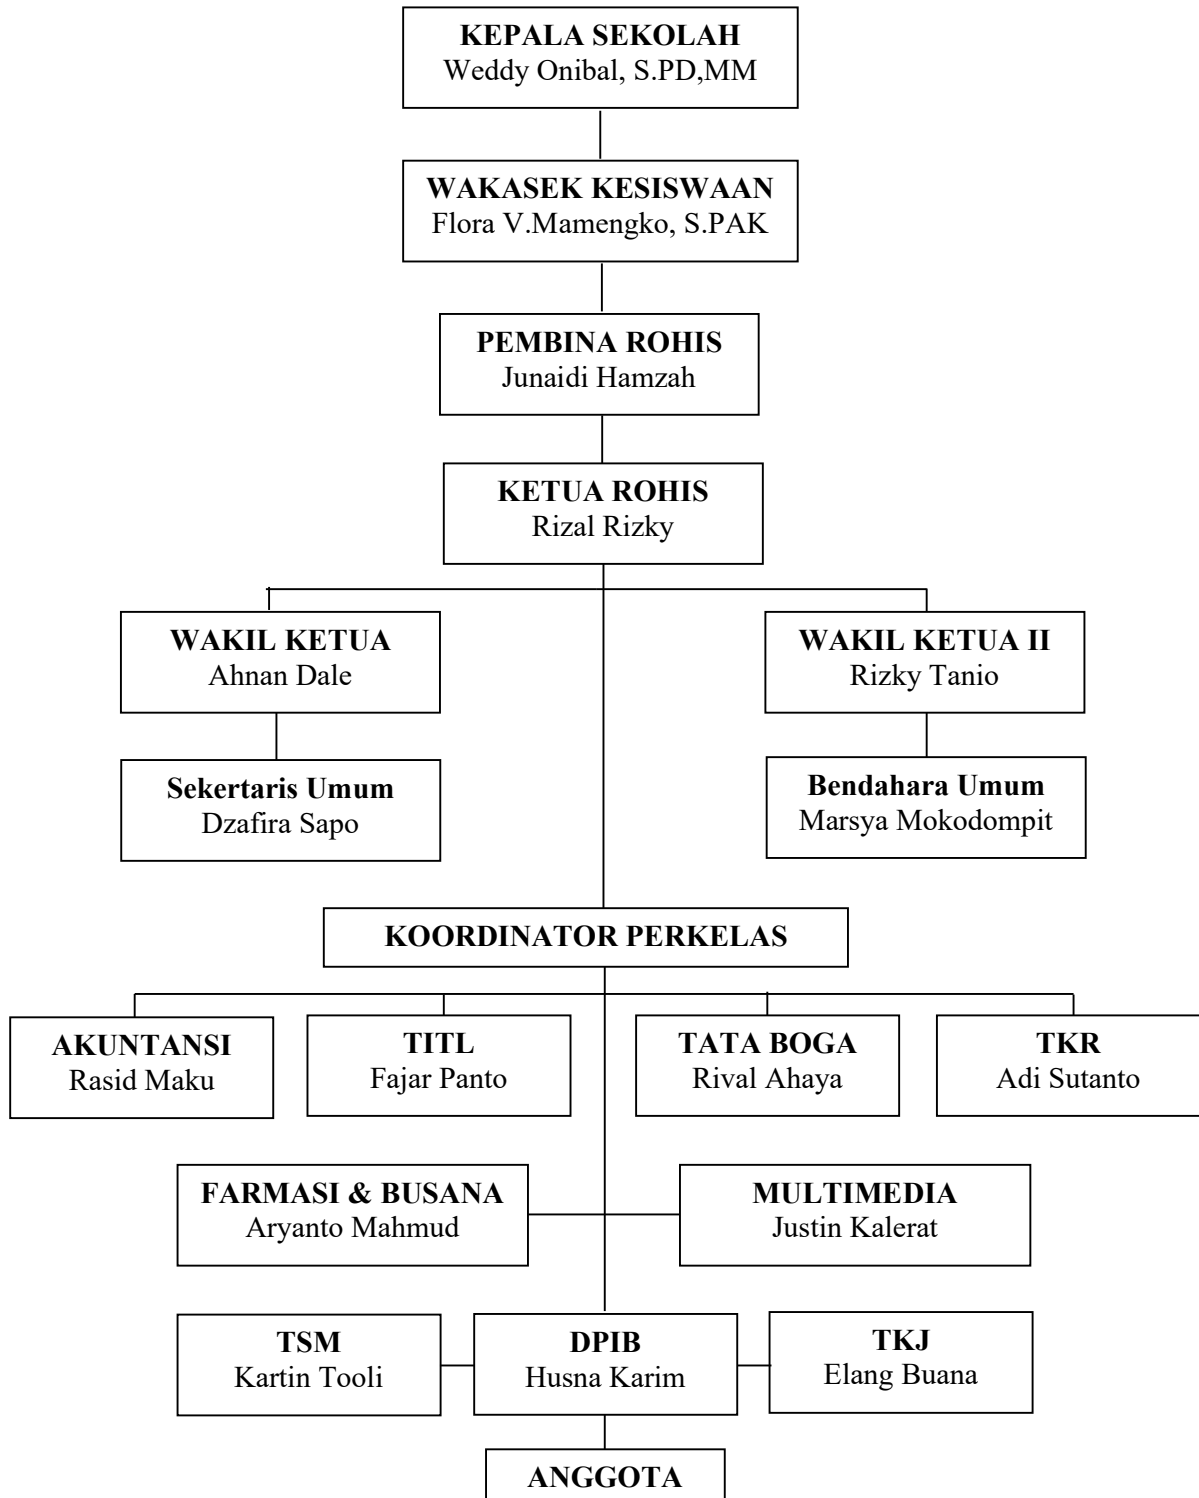 KEPALA SEKOLAH
Weddy Onibal, S.PD,MM
WAKASEK KESISWAAN
Flora V.Mamengko, S.PAK
PEMBINA ROHIS
Junaidi Hamzah
KETUA ROHIS
Rizal Rizky
WAKIL KETUA
Ahnan Dale
WAKIL KETUA II
Rizky Tanio
Sekertaris Umum
Dzafira Sapo
Bendahara Umum
Marsya Mokodompit
KOORDINATOR PERKELAS
AKUNTANSI
Rasid Maku
TITL
Fajar Panto
TATA BOGA
Rival Ahaya
TKR
Adi Sutanto
FARMASI & BUSANA
Aryanto Mahmud
MULTIMEDIA
Justin Kalerat
TSM
Kartin Tooli
DPIB
Husna Karim
TKJ
Elang Buana
ANGGOTA